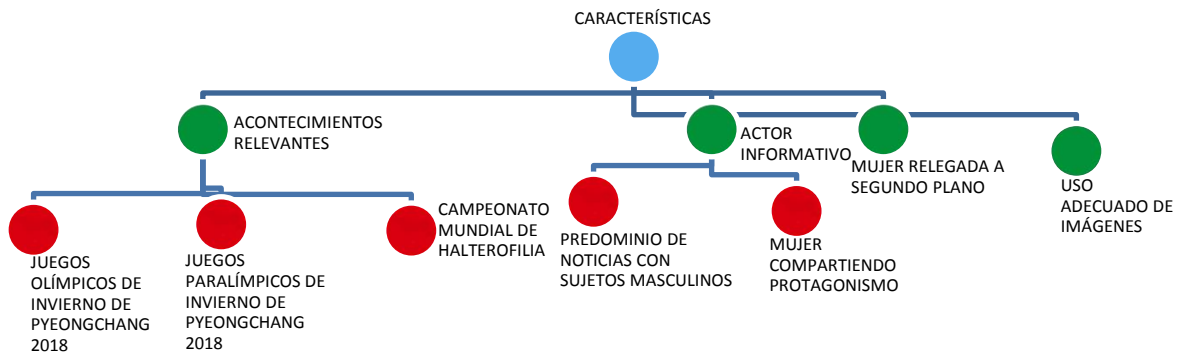 CARACTERÍSTICAS
ACONTECIMIENTOS
RELEVANTES
ACTOR
INFORMATIVO
MUJER RELEGADA A
SEGUNDO PLANO
USO
ADECUADO DE
IMÁGENES
JUEGOS
OLÍMPICOS DE
INVIERNO DE
PYEONGCHANG
2018
JUEGOS
PARALÍMPICOS DE
INVIERNO DE
PYEONGCHANG
2018
CAMPEONATO
MUNDIAL DE
HALTEROFILIA
PREDOMINIO DE
NOTICIAS CON
SUJETOS MASCULINOS
MUJER
COMPARTIENDO
PROTAGONISMO